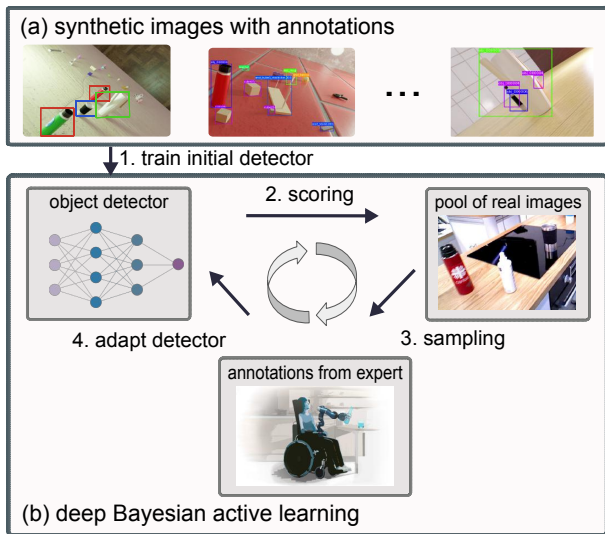 (a) synthetic images with annotations
1. train initial detector
object detector
2. scoring
pool of real images
4. adapt detector
3. sampling
annotations from expert
(b) deep Bayesian active learning